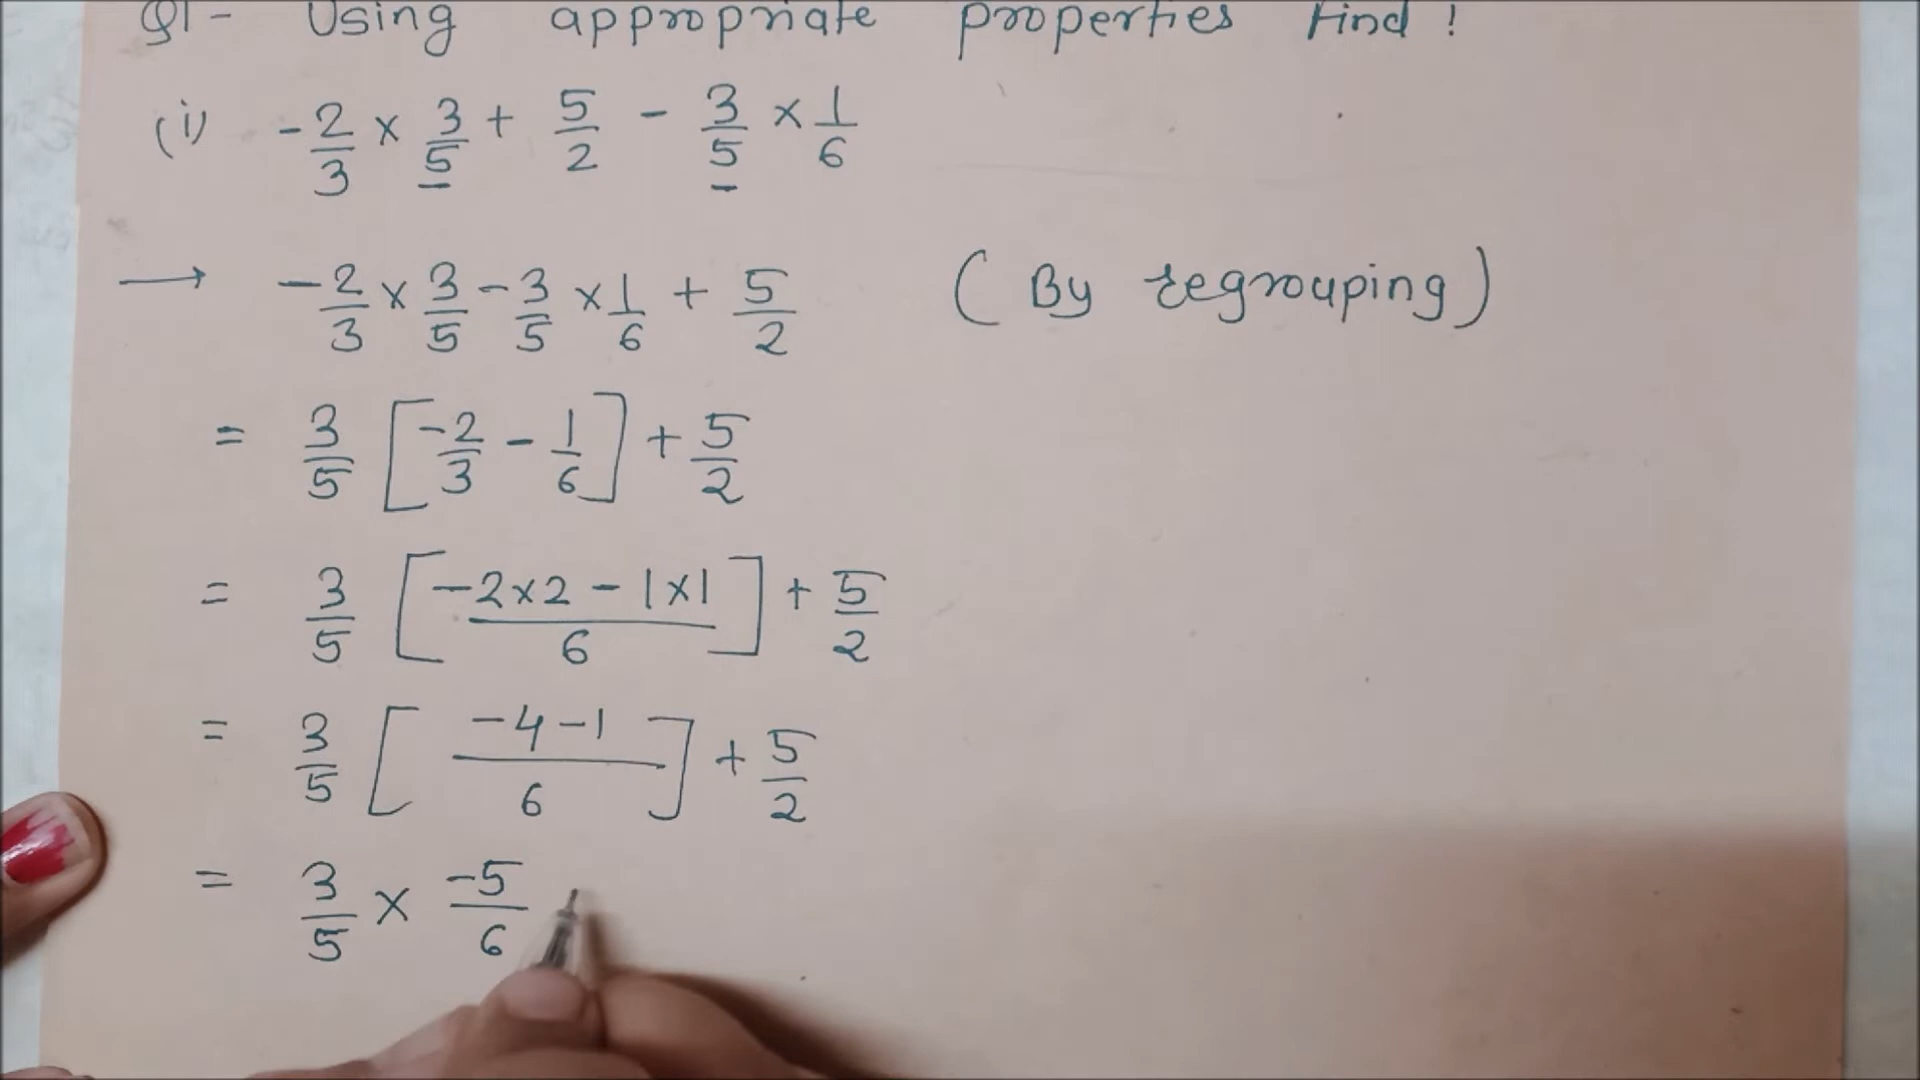 Q1- Using appropriate properties find :
(i) -2/3 × 3/5 + 5/2 - 3/5 × 1/6
→ -2/3 × 3/5 - 3/5 × 1/6 + 5/2 (By regrouping)
= 3/5 [-2/3 - 1/6] + 5/2
= 3/5 [-2×2 - 1×1 / 6] + 5/2
= 3/5 [-4-1 / 6] + 5/2
= 3/5 × -5/6